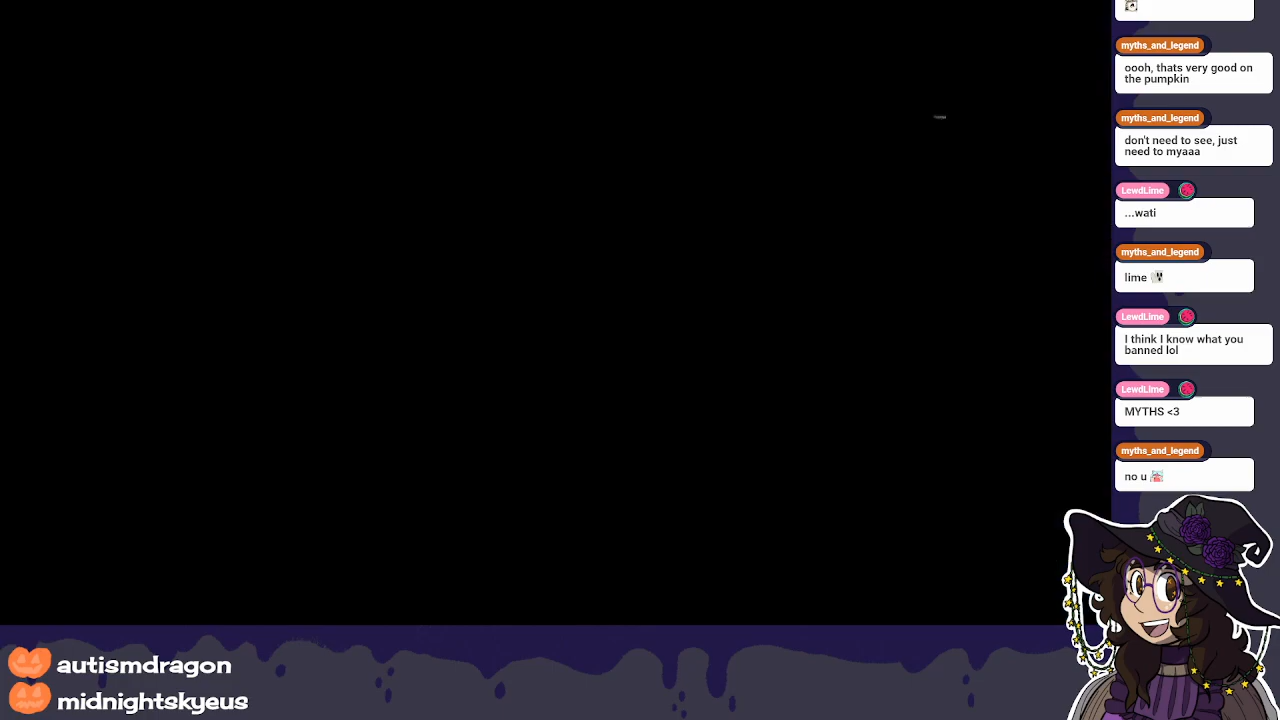 myths_and_legend
oooh, thats very good on
the pumpkin
myths_and_legend
don't need to see, just
need to myaaa
LewdLime
...wati
myths_and_legend
lime
LewdLime
I think I know what you
banned lol
LewdLime
MYTHS <3
myths_and_legend
no u
autismdragon
midnightskyeus